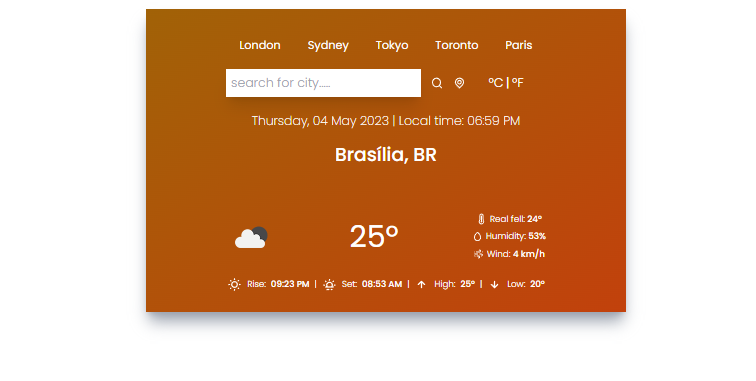 London Sydney Tokyo Toronto Paris
search for city..... °C | °F
Thursday, 04 May 2023 | Local time: 06:59 PM
Brasília, BR
Real fell: 24°
25°
Humidity: 53%
Wind: 4 km/h
Rise: 09:23 PM | Set: 08:53 AM | High: 25° | Low: 20°